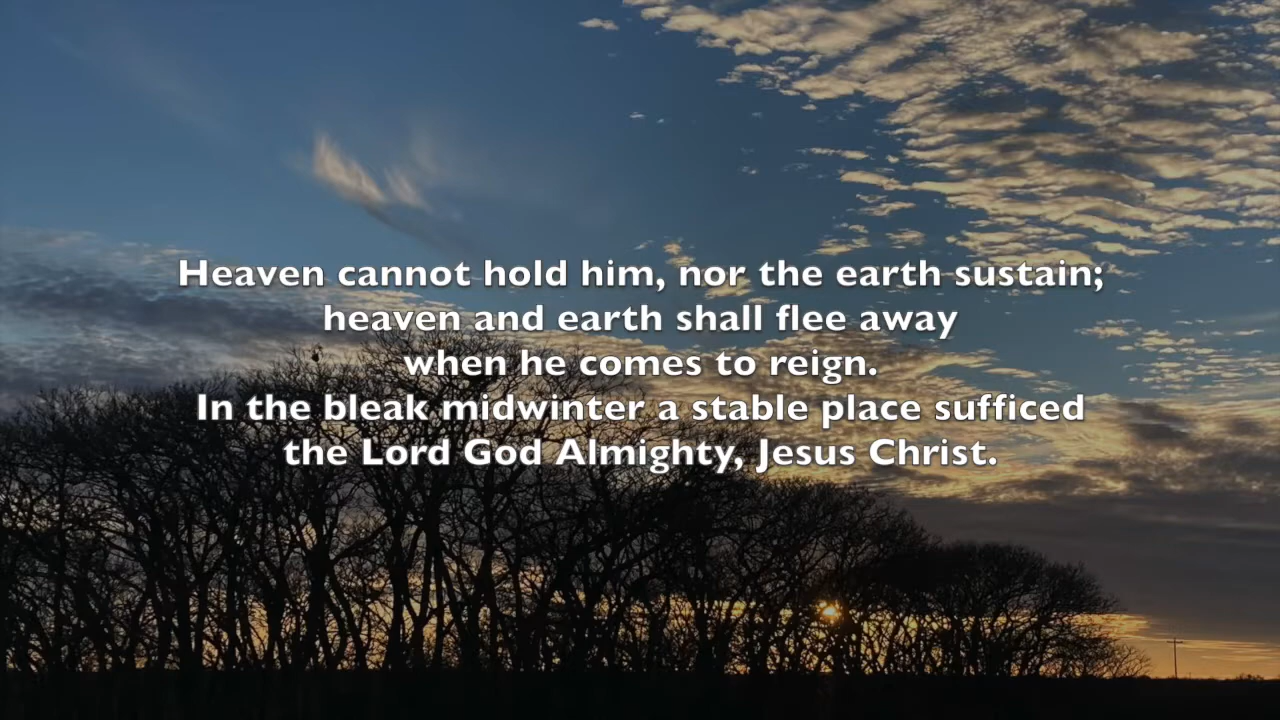 Heaven cannot hold him, nor the earth sustain;
heaven and earth shall flee away
when he comes to reign.
In the bleak midwinter a stable place sufficed
the Lord God Almighty, Jesus Christ.